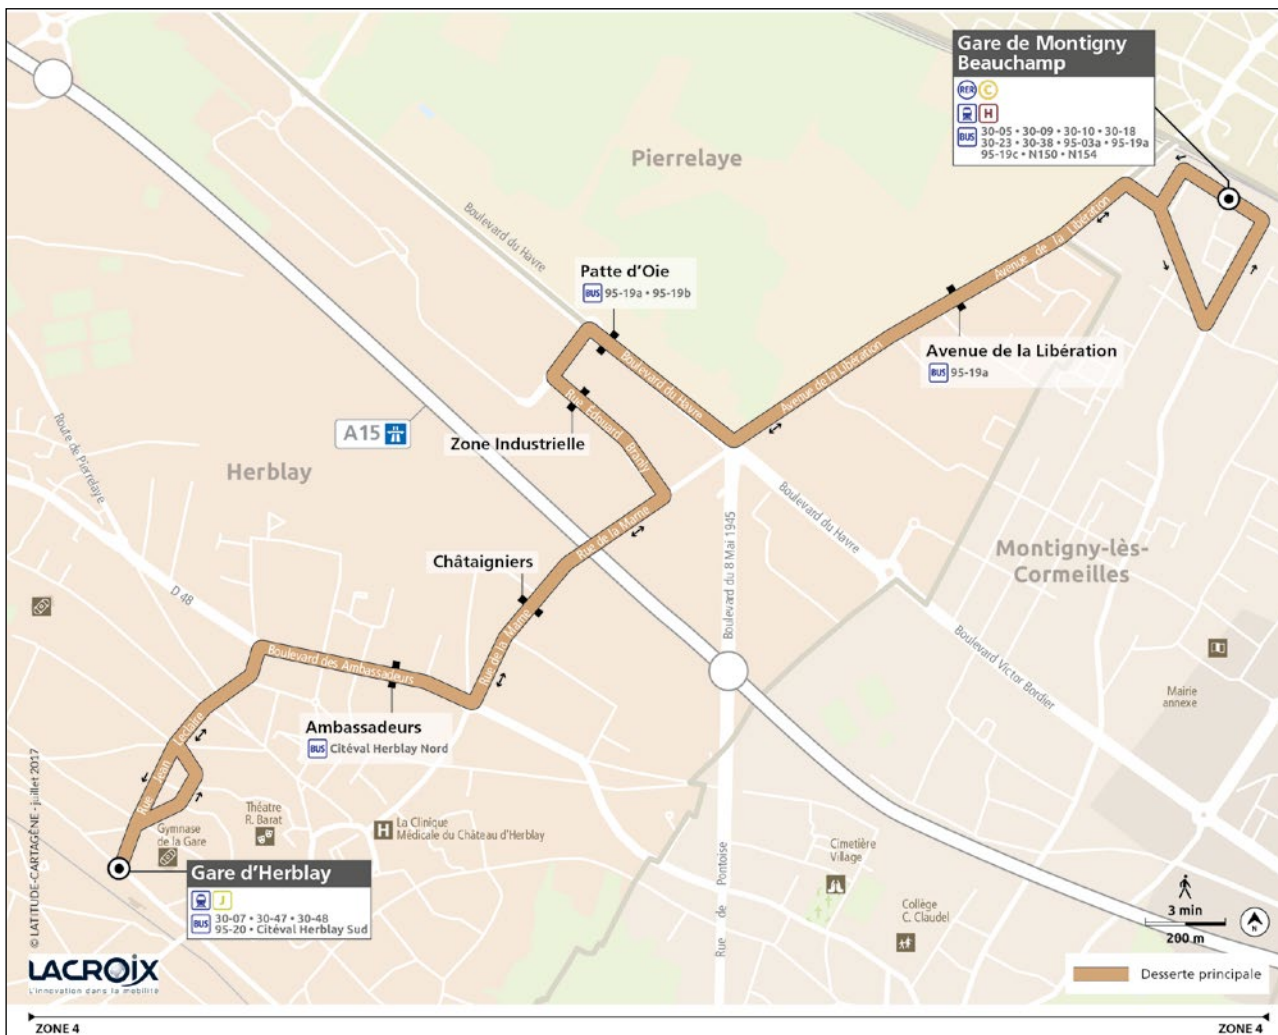 Gare de Montigny
Beauchamp
RER C
H
BUS 30-05 • 30-09 • 30-10 • 30-18
30-23 • 30-38 • 95-03a • 95-19a
95-19c • N150 • N154
Pierrelaye
Boulevard du Havre
Avenue de la Libération
Patte d'Oie
BUS 95-19a • 95-19b
Boulevard du Havre
Avenue de la Libération
Avenue de la Libération
BUS 95-19a
Rue Edouard Branly
Zone Industrielle
A15
Route de Pierrelaye
Herblay
Boulevard du Havre
Rue de la Marne
Boulevard du 8 Mai 1945
Montigny-lès-
Cormeilles
Châtaigniers
D 48
Rue de la Marne
Boulevard des Ambassadeurs
Boulevard Victor Bordier
Mairie
annexe
Ambassadeurs
BUS Citéval Herblay Nord
Rue Jean Leclaire
Théatre
R. Barat
Gymnase
de la Gare
H La Clinique
Médicale du Château d'Herblay
Cimetière
Village
Rue de Pontoise
Collège
C. Claudel
Gare d'Herblay
J
BUS 30-07 • 30-47 • 30-48
95-20 • Citéval Herblay Sud
3 min
200 m
N
© LATITUDE-CARTAGÈNE - juillet 2017
LACROIX
L'innovation dans la mobilité
Desserte principale
ZONE 4
ZONE 4